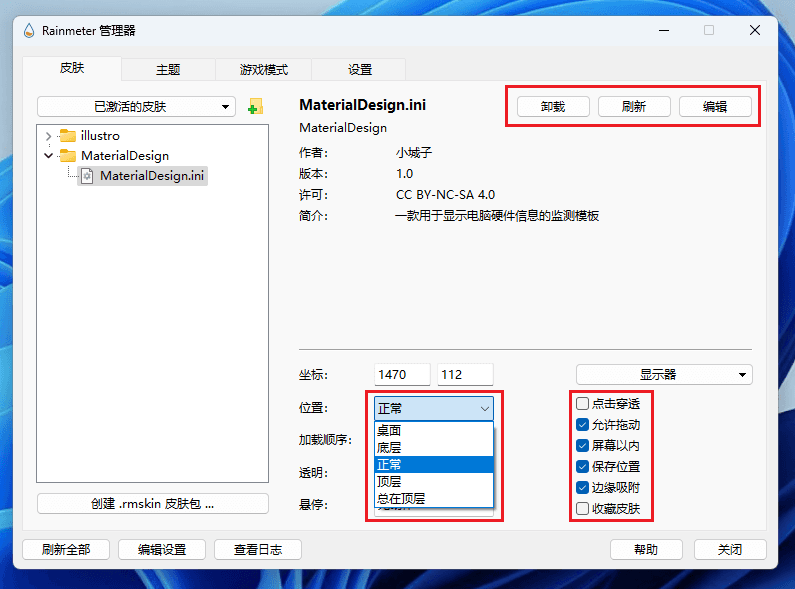 Rainmeter 管理器
皮肤
主题
游戏模式
设置
已激活的皮肤
illustro
MaterialDesign
MaterialDesign.ini
创建 .rmskin 皮肤包 ...
MaterialDesign.ini
MaterialDesign
卸载
刷新
编辑
作者: 小城子
版本: 1.0
许可: CC BY-NC-SA 4.0
简介: 一款用于显示电脑硬件信息的监测模板
坐标: 1470 112
显示器
位置: 正常
桌面
底层
正常
顶层
总在顶层
加载顺序:
透明:
悬停:
点击穿透
允许拖动
屏幕以内
保存位置
边缘吸附
收藏皮肤
刷新全部
编辑设置
查看日志
帮助
关闭